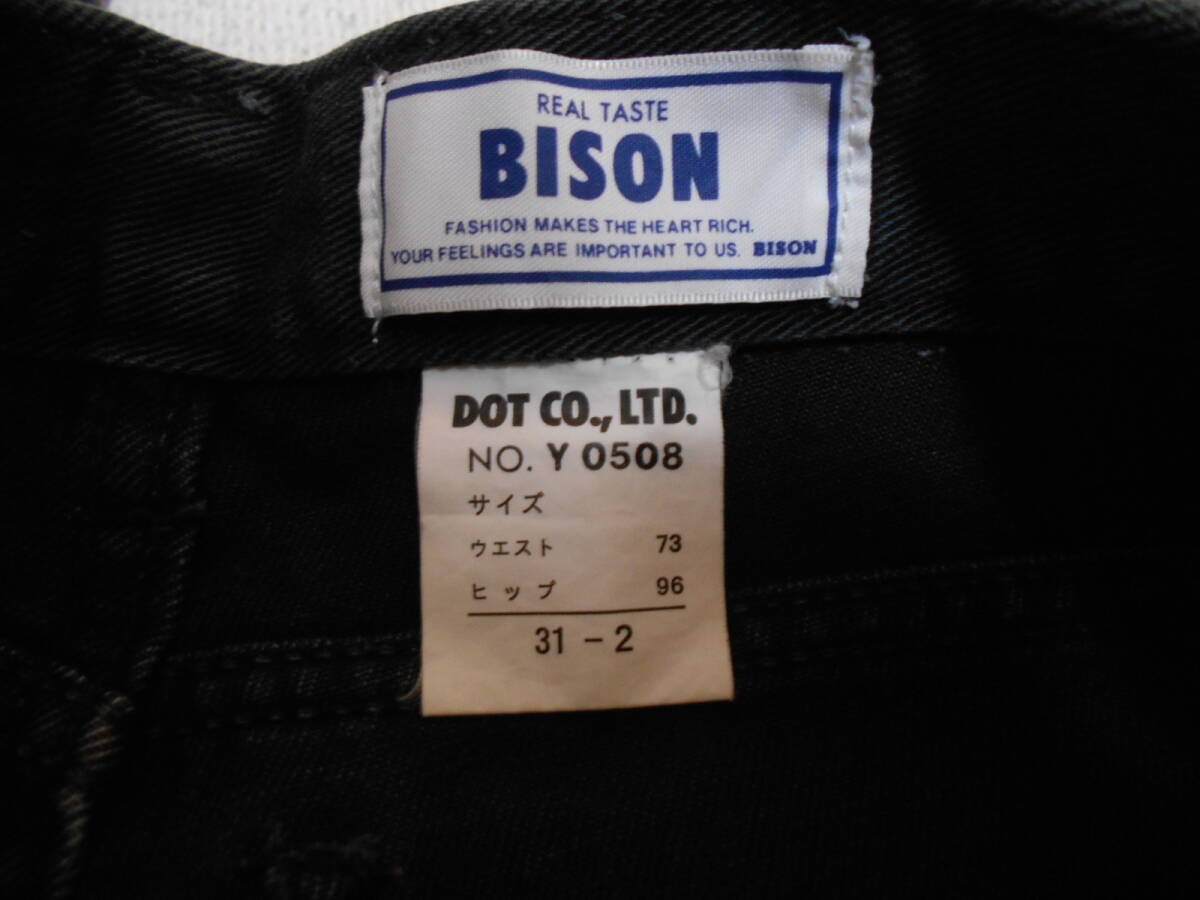 REAL TASTE
BISON
FASHION MAKES THE HEART RICH.
YOUR FEELINGS ARE IMPORTANT TO US. BISON
DOT CO., LTD.
NO. Y 0508
サイズ
ウエスト 73
ヒップ 96
31 - 2